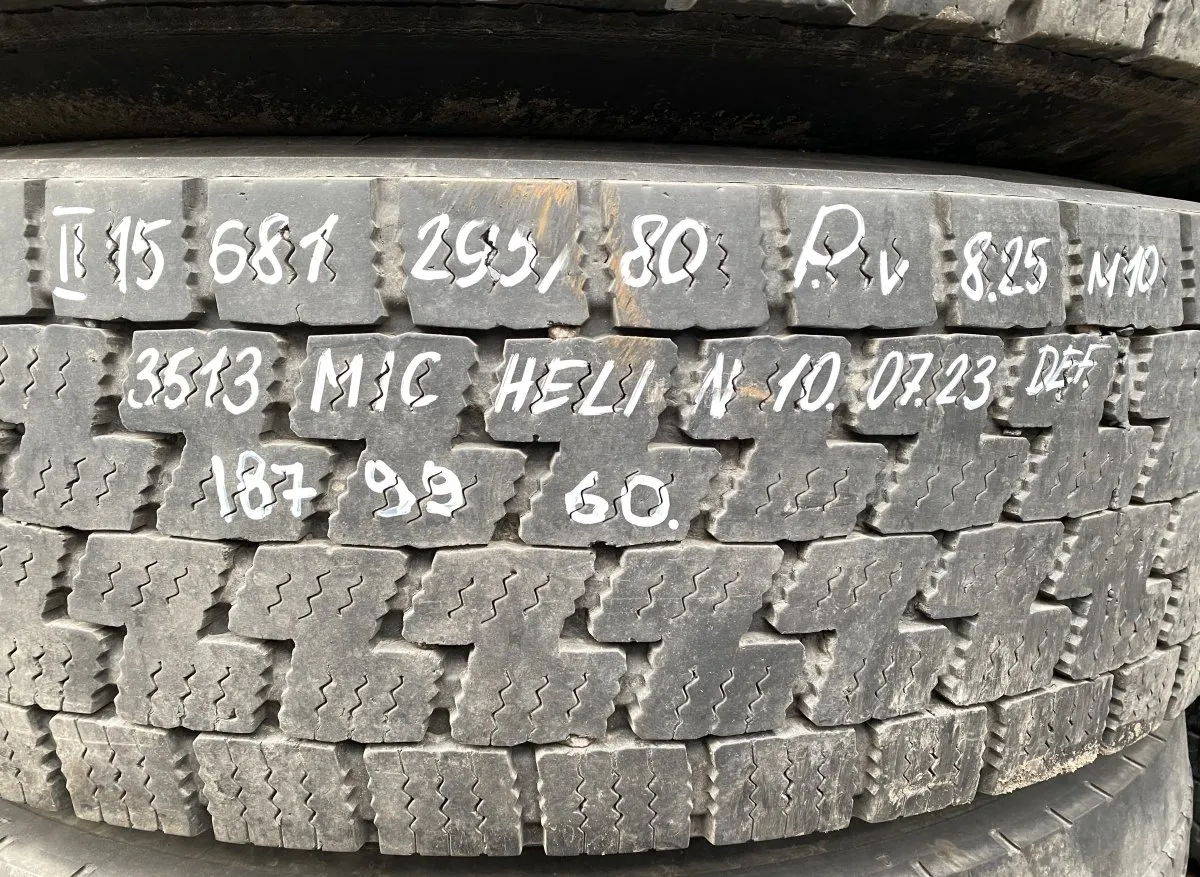 II 15 681 295/ 80 P.v 8.25 M10
3513 MIC HELI N-10. 07.23 DEF.
187 99 60.